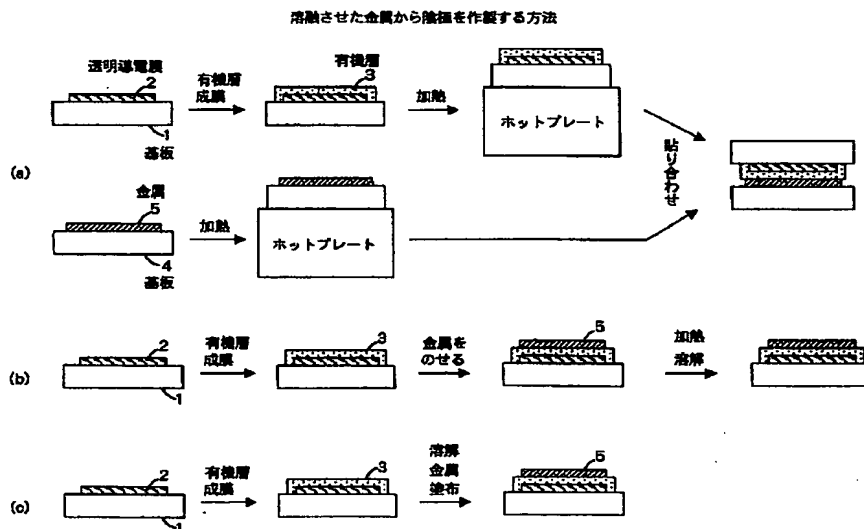 溶融させた金属から陰極を作製する方法
透明導電膜
2
有機層
成膜
有機層
3
加熱
ホットプレート
1
基板
(a)
貼り合わせ
金属
5
加熱
ホットプレート
4
基板
(b)
2
1
有機層
成膜
3
金属を
のせる
5
加熱
溶解
(c)
2
1
有機層
成膜
3
溶解
金属
塗布
5